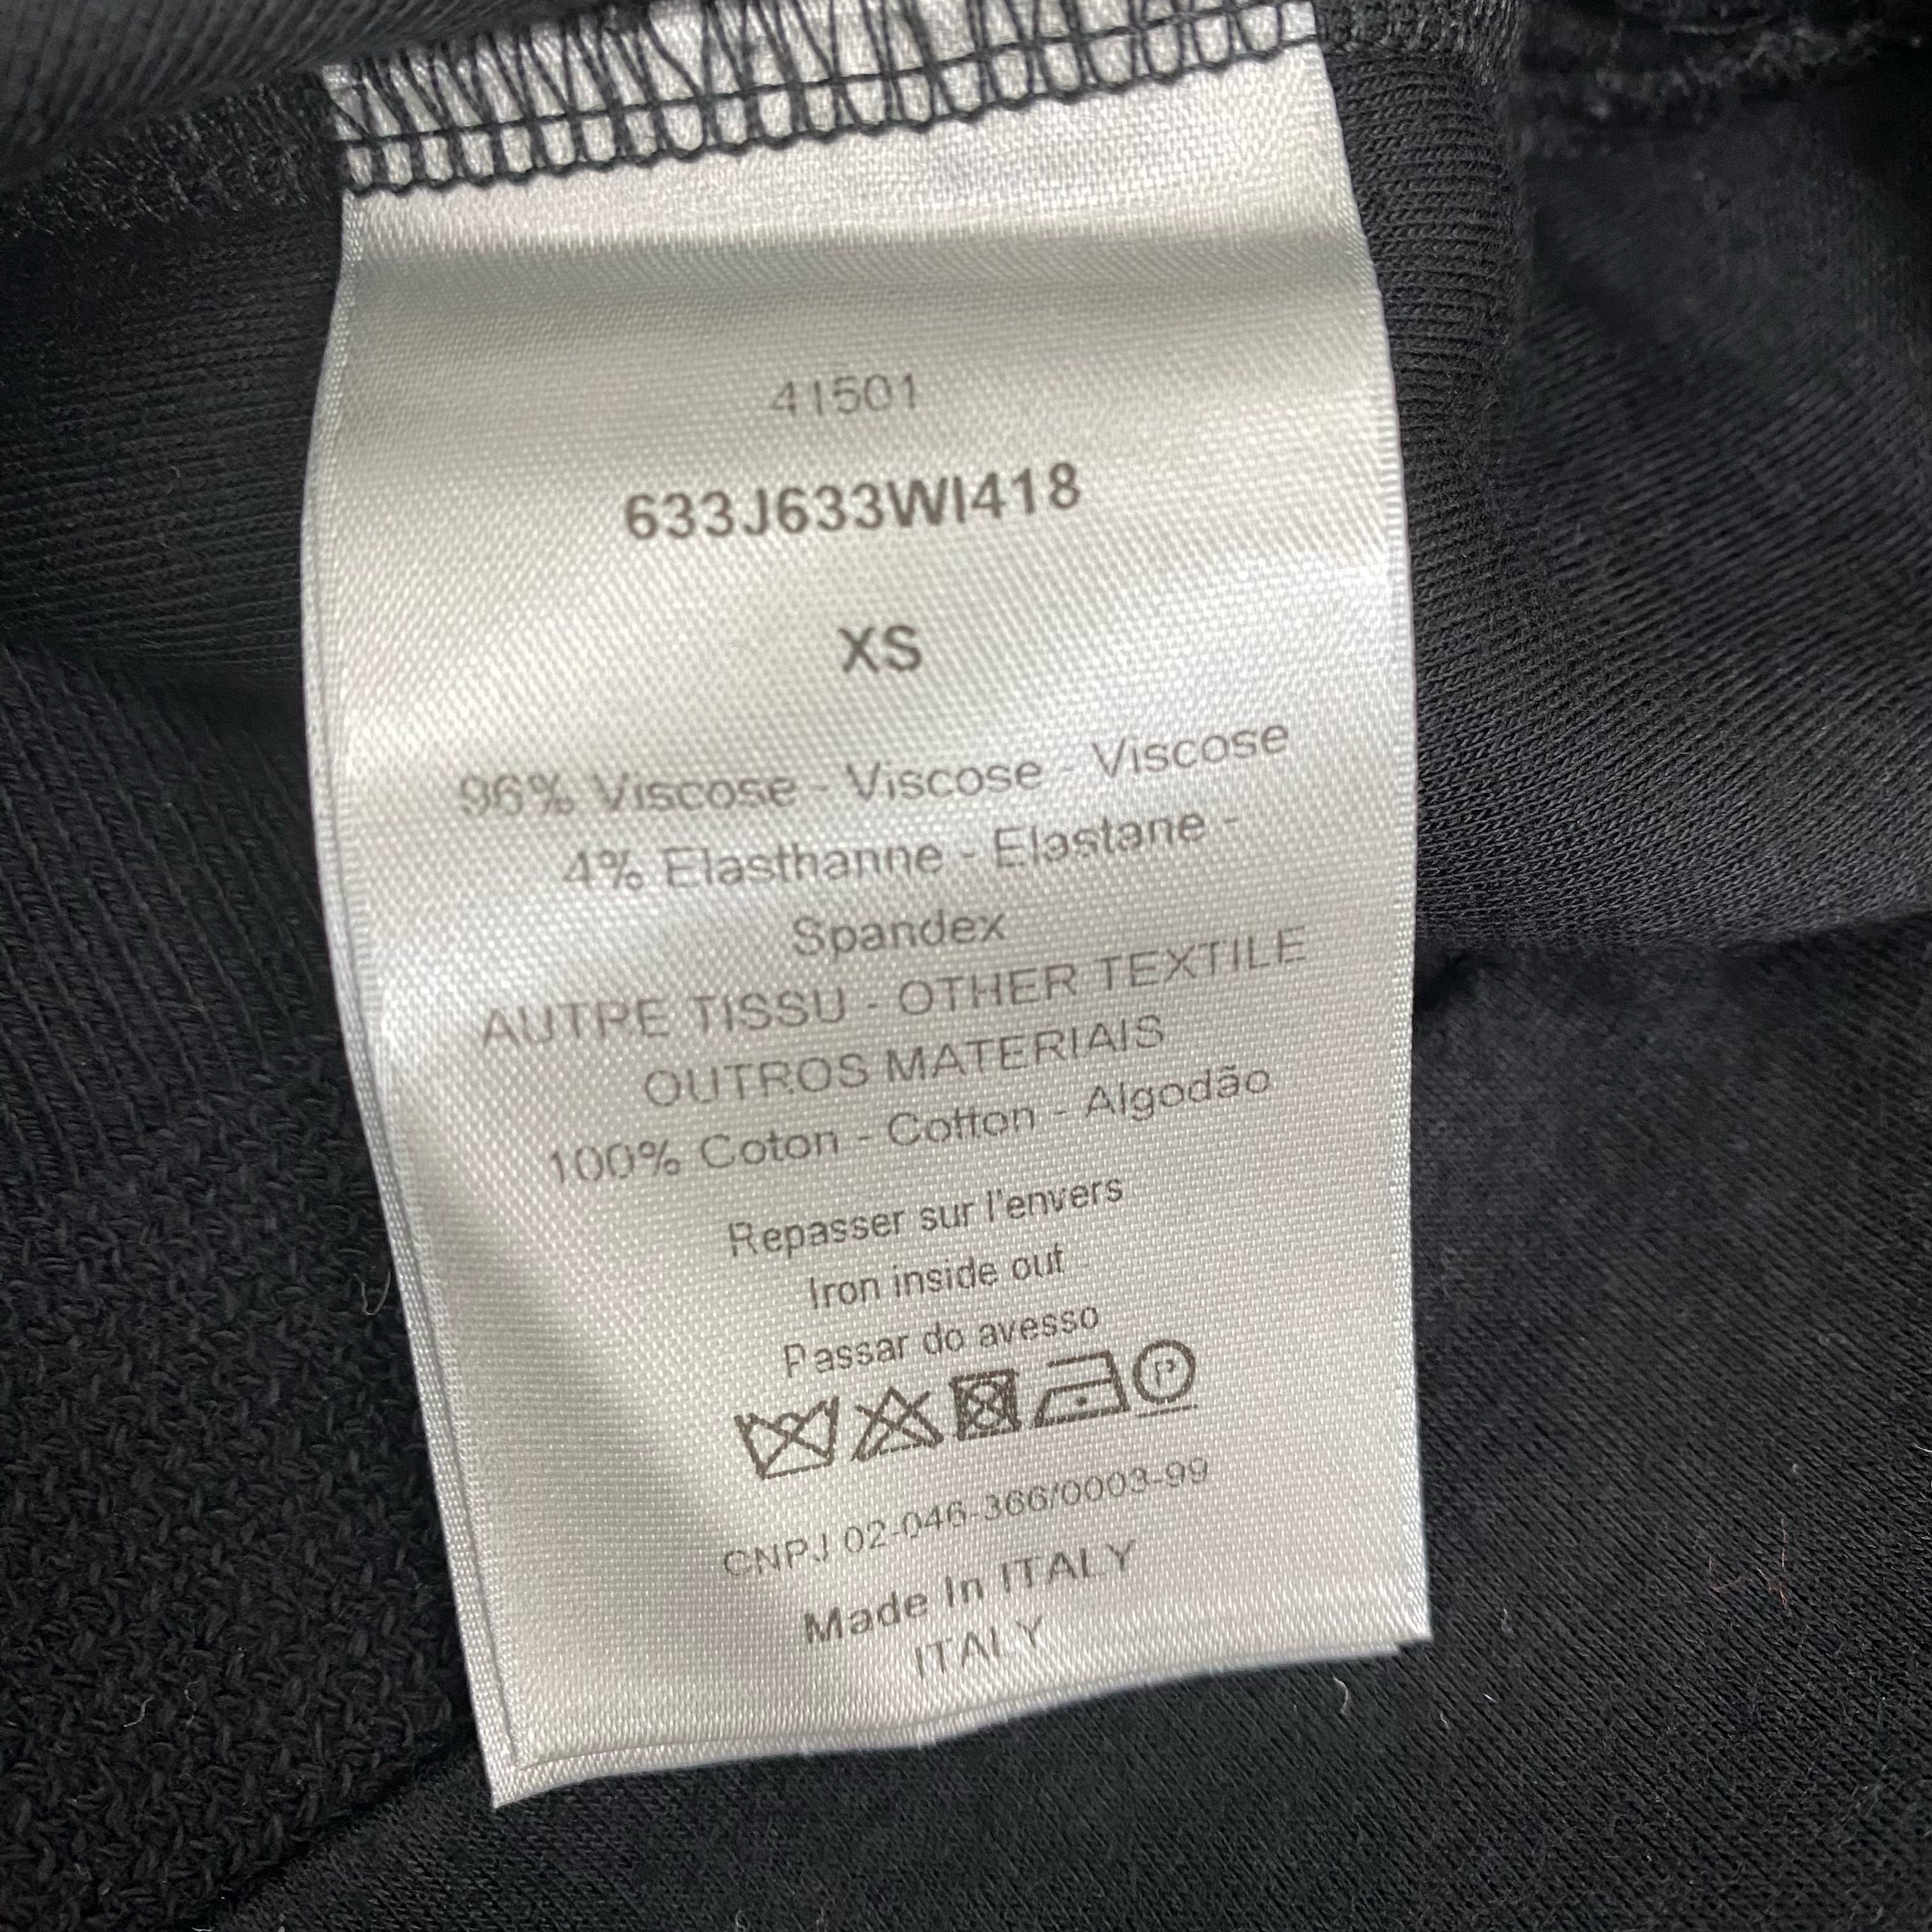 41501
633J633WI418
XS
96% Viscose - Viscose - Viscose
4% Elasthanne - Elastane -
Spandex
AUTRE TISSU - OTHER TEXTILE
OUTROS MATERIAIS
100% Coton - Cotton - Algodão
Repasser sur l'envers
Iron inside out
Passar do avesso
P
CNPJ 02-046-366/0003-99
Made In ITALY
ITALY